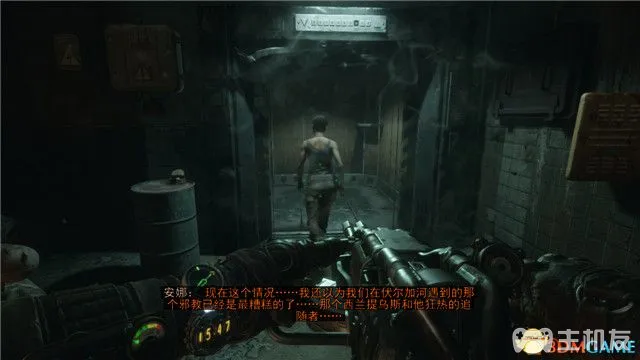 安娜: 现在这个情况……我还以为我们在伏尔加河遇到的那
个邪教已经是最糟糕的了……那个西兰提乌斯和他狂热的追
随者……
15:47
主机友
3DMGAME